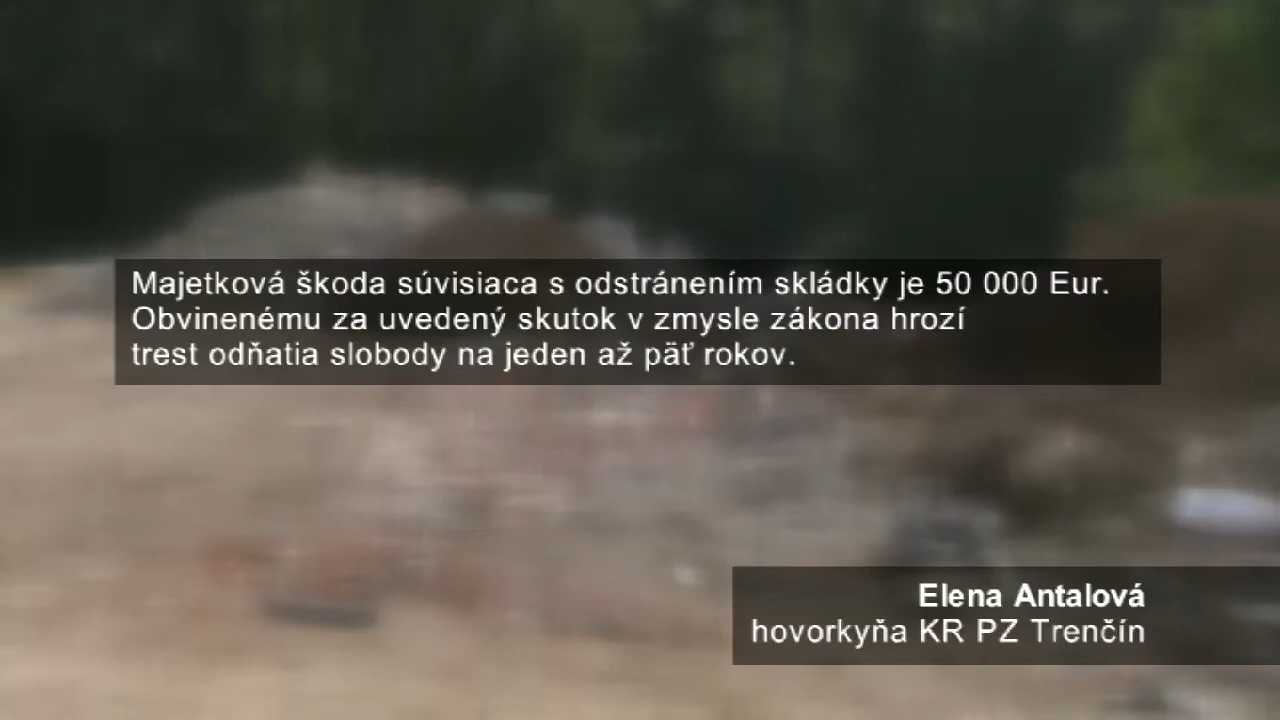 Majetková škoda súvisiaca s odstránením skládky je 50 000 Eur.
Obvinenému za uvedený skutok v zmysle zákona hrozí
trest odňatia slobody na jeden až päť rokov.
Elena Antalová
hovorkyňa KR PZ Trenčín